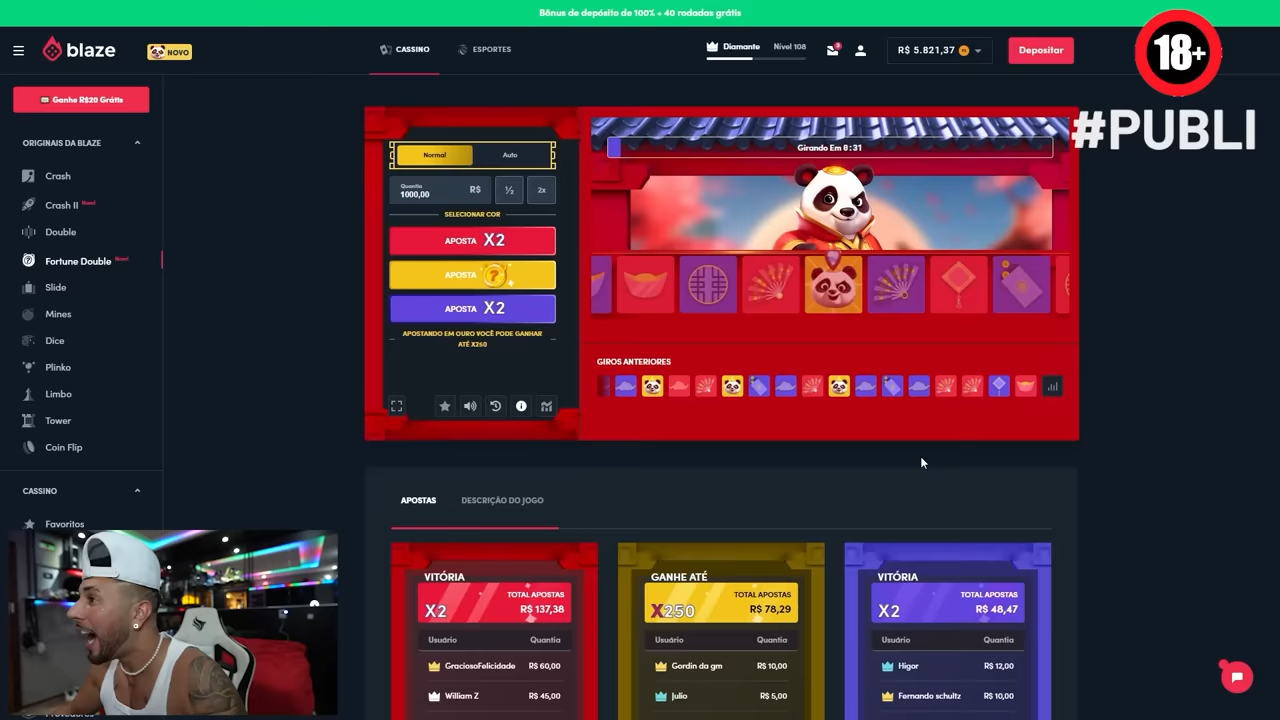 Bônus de depósito de 100% + 40 rodadas grátis
blaze
NOVO
CASSINO
ESPORTES
Diamante
Nível 108
R$ 5.821,37
R$
Depositar
18+
#PUBLI
Ganhe R$20 Grátis
ORIGINAIS DA BLAZE
Crash
Crash II Novo!
Double
Fortune Double Novo!
Slide
Mines
Dice
Plinko
Limbo
Tower
Coin Flip
CASSINO
Favoritos
Normal
Auto
Quantia
1000,00
R$
½
2x
SELECIONAR COR
APOSTA X2
APOSTA ?
APOSTA X2
APOSTANDO EM OURO VOCÊ PODE GANHAR
ATÉ X250
Girando Em 0:31
GIROS ANTERIORES
APOSTAS
DESCRIÇÃO DO JOGO
VITÓRIA
X2
TOTAL APOSTAS
R$ 137,38
Usuário
Quantia
GraciosoFelicidade
R$ 60,00
William Z
R$ 45,00
GANHE ATÉ
X250
TOTAL APOSTAS
R$ 78,29
Usuário
Quantia
Gordin da gm
R$ 10,00
Julio
R$ 5,00
VITÓRIA
X2
TOTAL APOSTAS
R$ 48,47
Usuário
Quantia
Higor
R$ 12,00
Fernando schultz
R$ 10,00